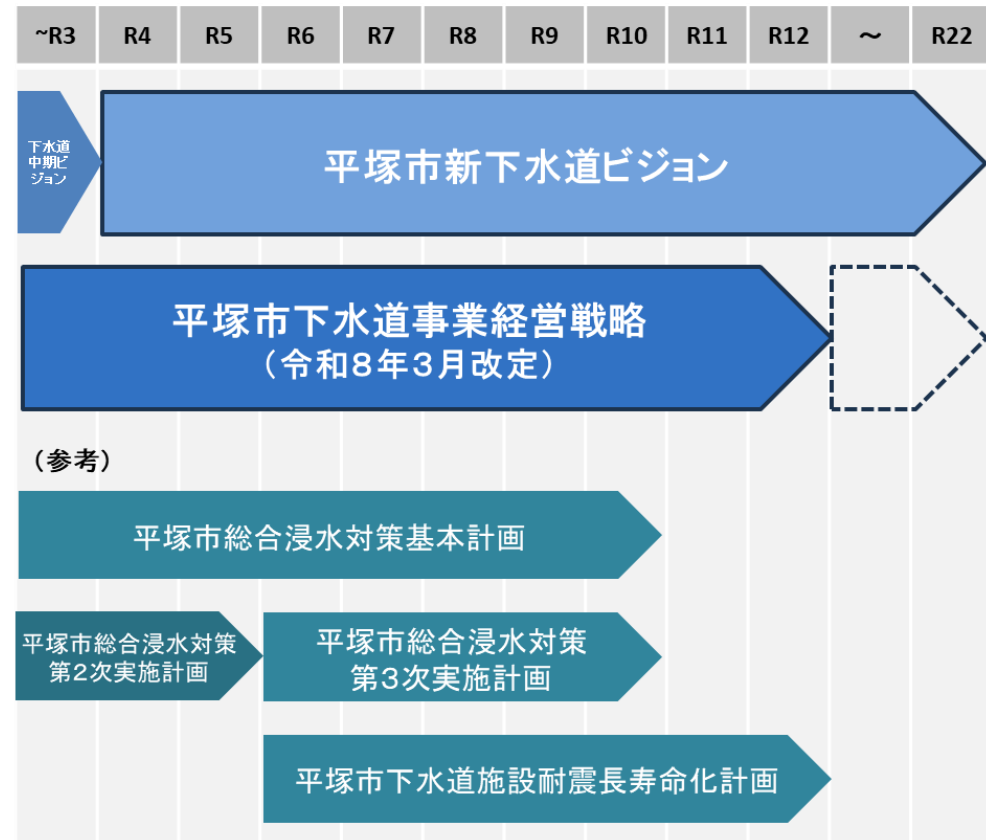 ~R3 R4 R5 R6 R7 R8 R9 R10 R11 R12 ～ R22
下水道
中期ビ
ジョン
平塚市新下水道ビジョン
平塚市下水道事業経営戦略
（令和8年3月改定）
（参考）
平塚市総合浸水対策基本計画
平塚市総合浸水対策
第２次実施計画
平塚市総合浸水対策
第３次実施計画
平塚市下水道施設耐震長寿命化計画